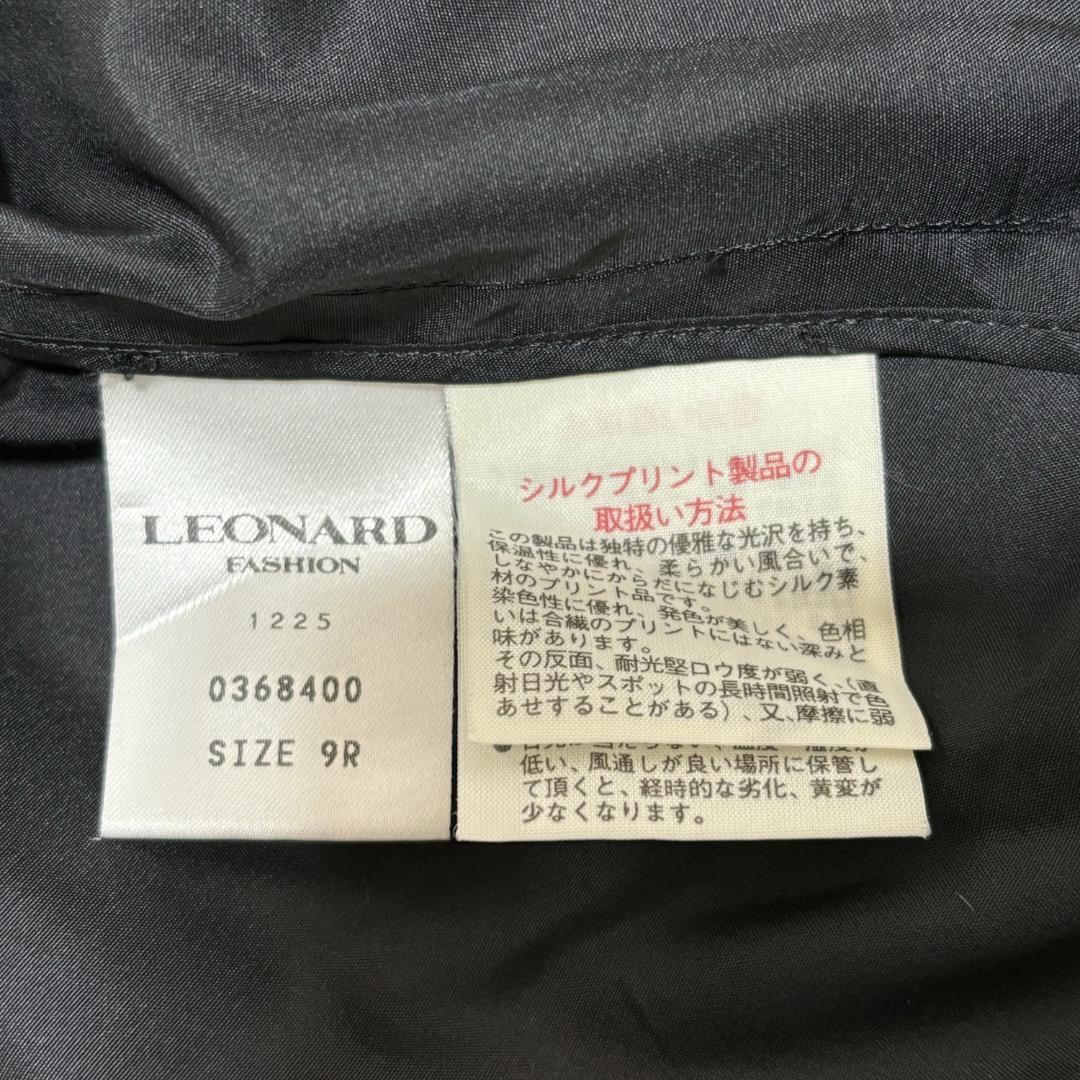 LEONARD
FASHION
1225
0368400
SIZE 9R
シルクプリント製品の
取扱い方法
この製品は独特の優雅な光沢を持ち、
保温性に優れ、柔らかい風合いで、
しなやかにからだになじむシルク素
材のプリント品です。
染色性に優れ、発色が美しく、色相
いは合繊のプリントにはない深みと
味があります。
その反面、耐光堅ロウ度が弱く、(直
射日光やスポットの長時間照射で色
あせすることがある)、又、摩擦に弱
低い、風通しが良い場所に保管し
て頂くと、経時的な劣化、黄変が
少なくなります。